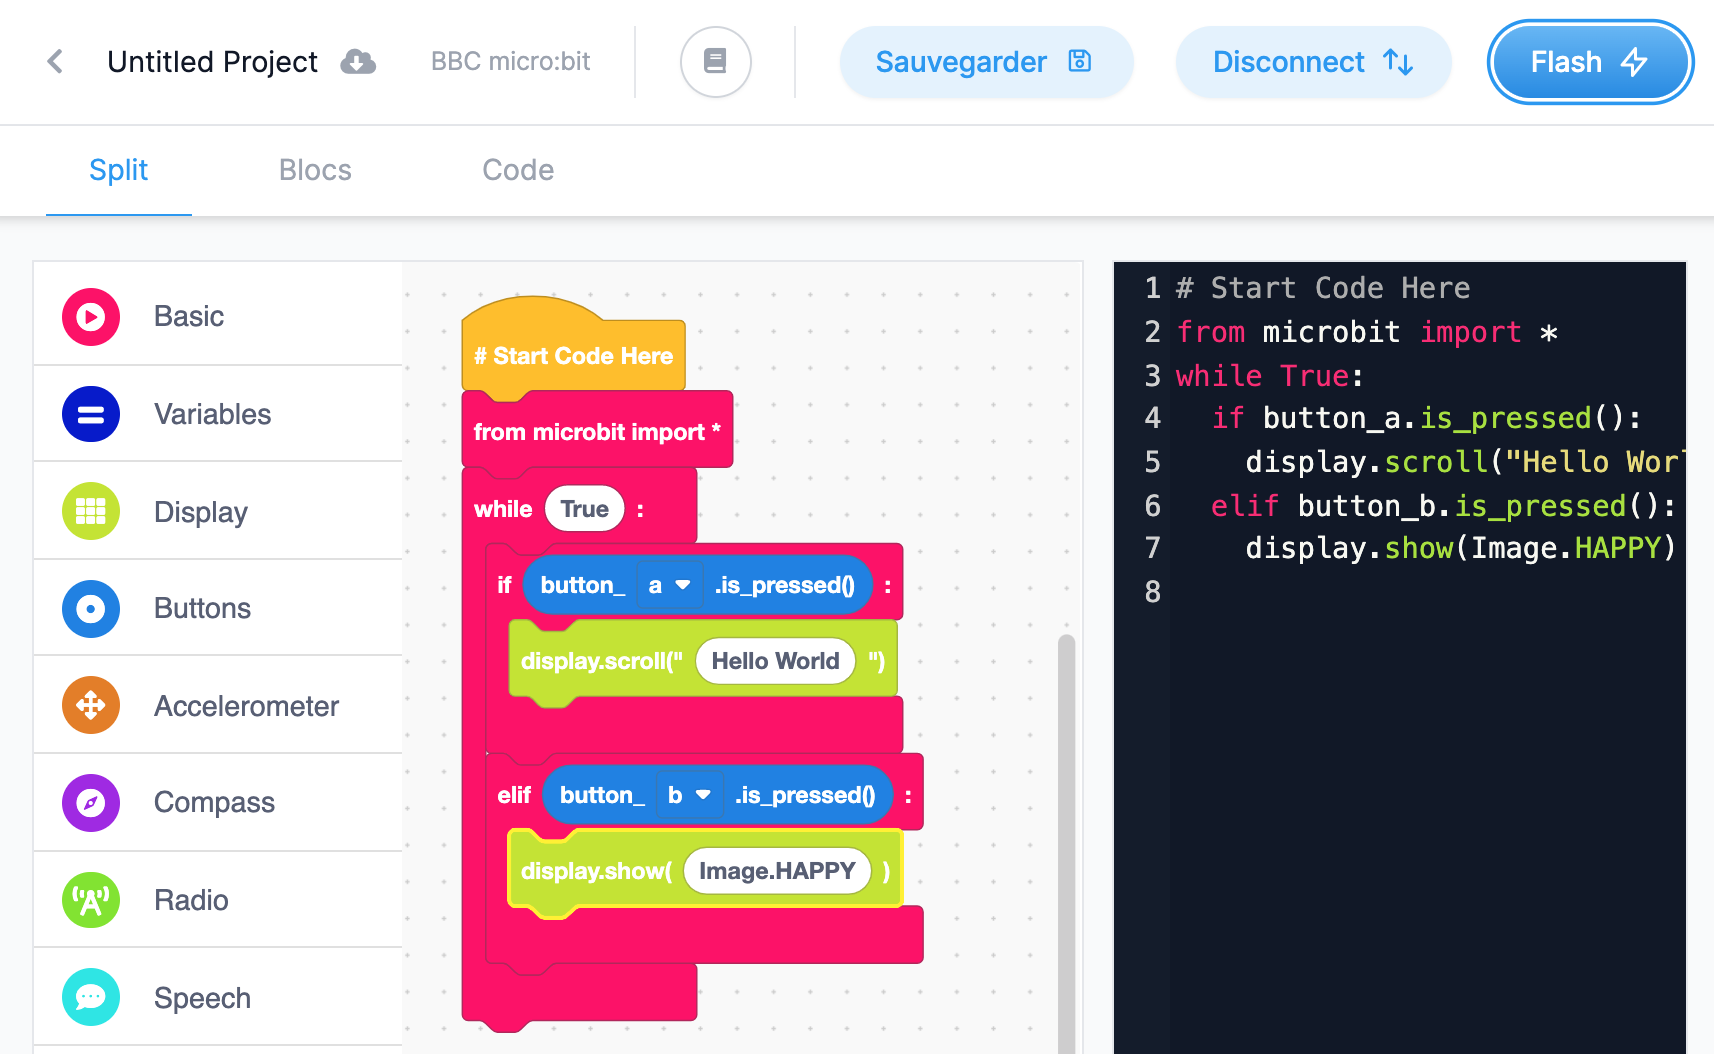 Untitled Project
BBC micro:bit
Sauvegarder
Disconnect
Flash
Split
Blocs
Code
Basic
Variables
Display
Buttons
Accelerometer
Compass
Radio
Speech
# Start Code Here
from microbit import *
while True :
if button_ a .is_pressed() :
display.scroll(" Hello World ")
elif button_ b .is_pressed() :
display.show( Image.HAPPY )
1 # Start Code Here
2 from microbit import *
3 while True:
4 if button_a.is_pressed():
5 display.scroll("Hello Worl
6 elif button_b.is_pressed():
7 display.show(Image.HAPPY)
8